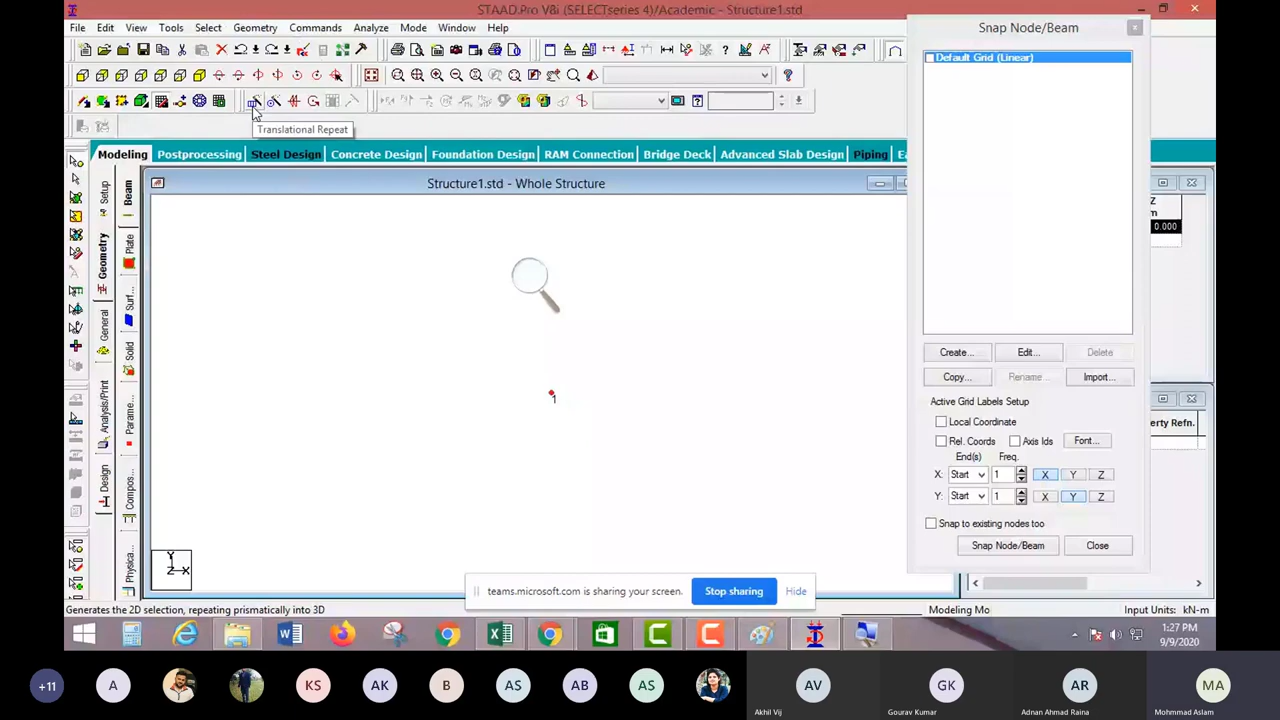 STAAD.Pro V8i (SELECTseries 4)/Academic - Structure1.std
File Edit View Tools Select Geometry Commands Analyze Mode Window Help
Snap Node/Beam
Default Grid (Linear)
Translational Repeat
Modeling Postprocessing Steel Design Concrete Design Foundation Design RAM Connection Bridge Deck Advanced Slab Design Piping Ea
Structure1.std - Whole Structure
Setup
Geometry
General
Analysis/Print
Design
Beam
Plate
Surf...
Solid
Parame...
Compos...
Physica...
Z
m
0.000
1
Create... Edit... Delete
Copy... Rename... Import...
Active Grid Labels Setup
Local Coordinate
Rel. Coords Axis Ids Font...
End(s) Freq.
X: Start 1 X Y Z
Y: Start 1 X Y Z
Snap to existing nodes too
Snap Node/Beam Close
erty Refn.
Y
Z X
teams.microsoft.com is sharing your screen. Stop sharing Hide
Generates the 2D selection, repeating prismatically into 3D
Modeling Mo
Input Units: kN-m
1:27 PM
9/9/2020
+11 A KS AK B AS AB AS AV GK AR MA
Akhil Vij Gourav Kumar Adnan Ahmad Raina Mohmmad Aslam